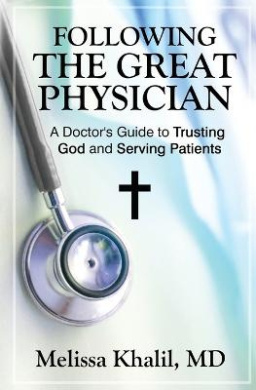 FOLLOWING
THE GREAT
PHYSICIAN
A Doctor's Guide to Trusting
God and Serving Patients
Melissa Khalil, MD